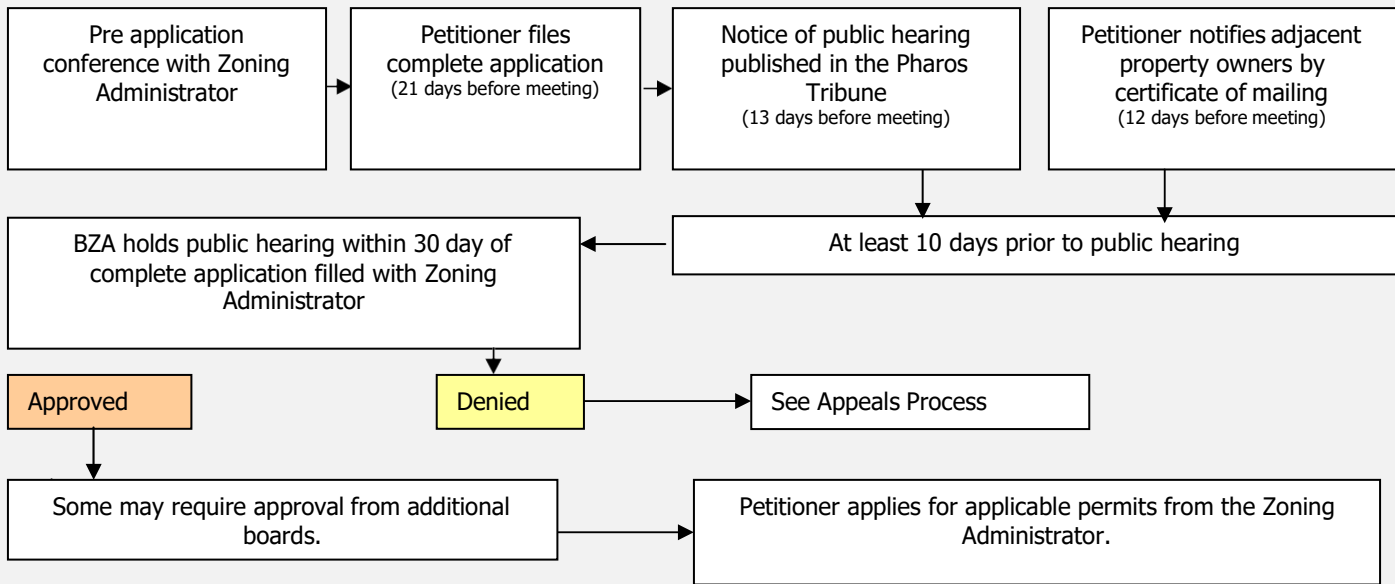 Pre application
conference with Zoning
Administrator
Petitioner files
complete application
(21 days before meeting)
Notice of public hearing
published in the Pharos
Tribune
(13 days before meeting)
Petitioner notifies adjacent
property owners by
certificate of mailing
(12 days before meeting)
At least 10 days prior to public hearing
BZA holds public hearing within 30 day of
complete application filled with Zoning
Administrator
Approved
Denied
See Appeals Process
Some may require approval from additional
boards.
Petitioner applies for applicable permits from the Zoning
Administrator.